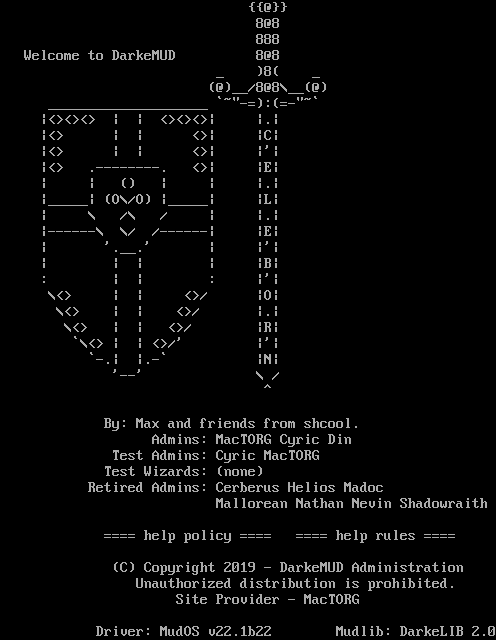 Welcome to DarkeMUD
CELEBORN
By: Max and friends from shcool.
Admins: MacTORG Cyric Din
Test Admins: Cyric MacTORG
Test Wizards: (none)
Retired Admins: Cerberus Helios Madoc
Mallorean Nathan Nevin Shadowraith
==== help policy ==== ==== help rules ====
(C) Copyright 2019 - DarkeMUD Administration
Unauthorized distribution is prohibited.
Site Provider - MacTORG
Driver: MudOS v22.1b22 Mudlib: DarkeLIB 2.0